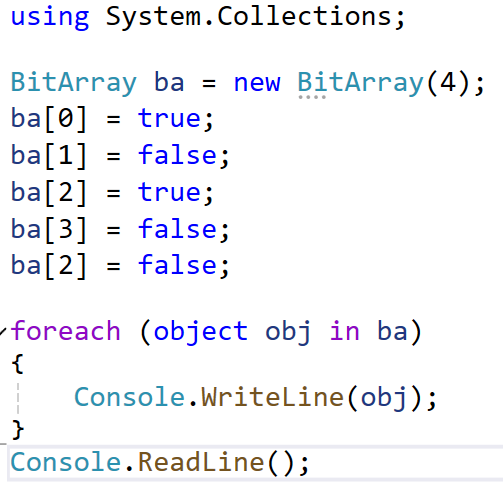 using System.Collections;
BitArray ba = new BitArray(4);
ba[0] = true;
ba[1] = false;
ba[2] = true;
ba[3] = false;
ba[2] = false;
foreach (object obj in ba)
{
    Console.WriteLine(obj);
}
Console.ReadLine();